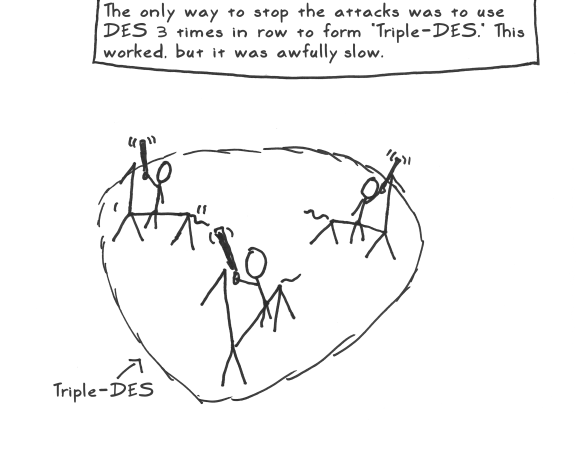 The only way to stop the attacks was to use
DES 3 times in row to form "Triple-DES." This
worked, but it was awfully slow.
Triple-DES